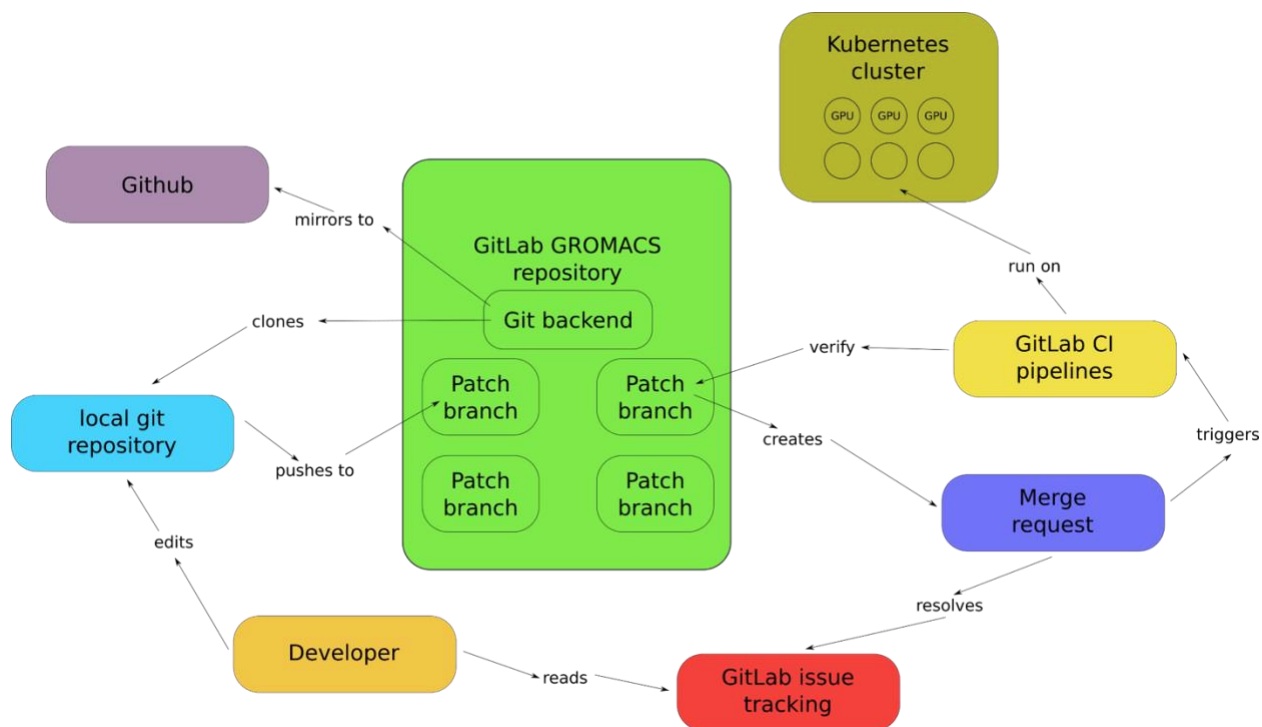 Kubernetes
cluster
GPU GPU GPU
Github
mirrors to
GitLab GROMACS
repository
Git backend
clones
run on
verify
GitLab CI
pipelines
Patch
branch
Patch
branch
local git
repository
pushes to
creates
triggers
Patch
branch
Patch
branch
Merge
request
edits
resolves
Developer
reads
GitLab issue
tracking